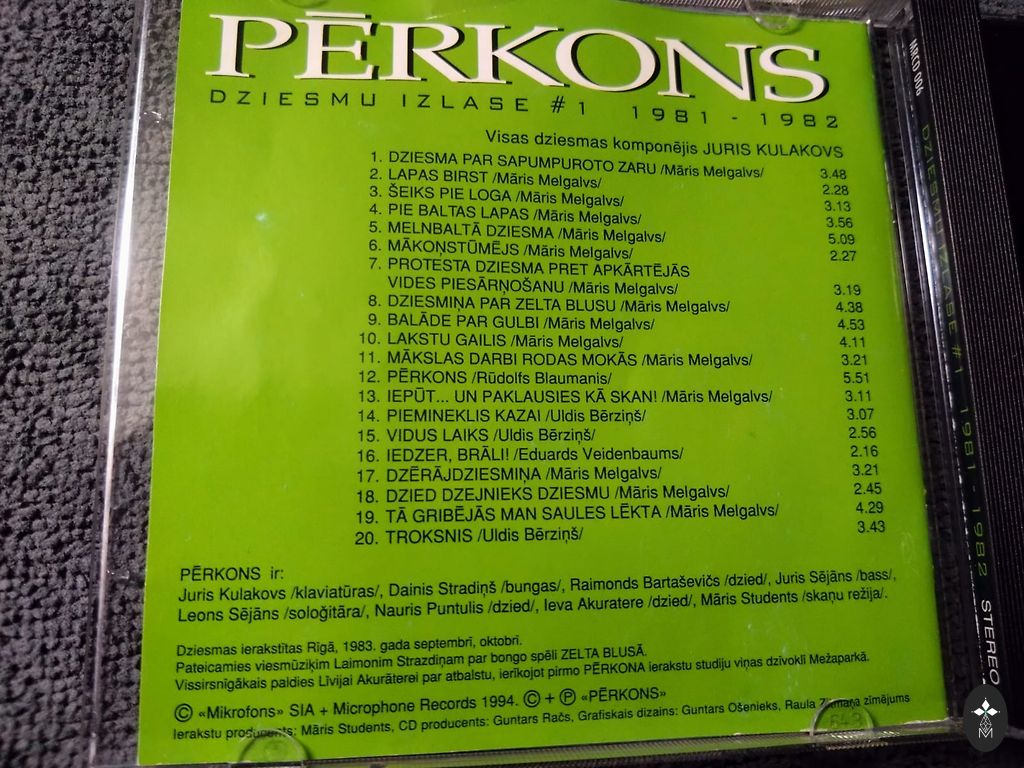 PĒRKONS
DZIESMU IZLASE #1 1981 - 1982
Visas dziesmas komponējis JURIS KULAKOVS
1. DZIESMA PAR SAPUMPUROTO ZARU /Māris Melgalvs/ 3.48
2. LAPAS BIRST /Māris Melgalvs/ 2.28
3. ŠEIKS PIE LOGA /Māris Melgalvs/ 3.13
4. PIE BALTAS LAPAS /Māris Melgalvs/ 3.56
5. MELNBALTĀ DZIESMA /Māris Melgalvs/ 5.09
6. MĀKOŅSTŪMĒJS /Māris Melgalvs/ 2.27
7. PROTESTA DZIESMA PRET APKĀRTĒJĀS
VIDES PIESĀRŅOŠANU /Māris Melgalvs/ 3.19
8. DZIESMIŅA PAR ZELTA BLUSU /Māris Melgalvs/ 4.38
9. BALĀDE PAR GULBI /Māris Melgalvs/ 4.53
10. LAKSTU GAILIS /Māris Melgalvs/ 4.11
11. MĀKSLAS DARBI RODAS MOKĀS /Māris Melgalvs/ 3.21
12. PĒRKONS /Rūdolfs Blaumanis/ 5.51
13. IEPŪT... UN PAKLAUSIES KĀ SKAN! /Māris Melgalvs/ 3.11
14. PIEMINEKLIS KAZAI /Uldis Bērziņš/ 3.07
15. VIDUS LAIKS /Uldis Bērziņš/ 2.56
16. IEDZER, BRĀLI! /Eduards Veidenbaums/ 2.16
17. DZĒRĀJDZIESMIŅA /Māris Melgalvs/ 3.21
18. DZIED DZEJNIEKS DZIESMU /Māris Melgalvs/ 2.45
19. TĀ GRIBĒJĀS MAN SAULES LĒKTA /Māris Melgalvs/ 4.29
20. TROKSNIS /Uldis Bērziņš/ 3.43
PĒRKONS ir:
Juris Kulakovs /klaviatūras/, Dainis Stradiņš /bungas/, Raimonds Bartaševičs /dzied/, Juris Sējāns /bass/,
Leons Sējāns /soloģitāra/, Nauris Puntulis /dzied/, Ieva Akuratere /dzied/, Māris Students /skaņu režija/.
Dziesmas ierakstītas Rīgā, 1983. gada septembrī, oktobrī.
Pateicamies viesmūziķim Laimonim Strazdiņam par bongo spēli ZELTA BLUSĀ.
Vissirsnīgākais paldies Līvijai Akurāterei par atbalstu, ierīkojot pirmo PĒRKONA ierakstu studiju viņas dzīvoklī Mežaparkā.
© «Mikrofons» SIA + Microphone Records 1994. © + ℗ «PĒRKONS»
Ierakstu producents: Māris Students, CD producents: Guntars Račs, Grafiskais dizains: Guntars Ošenieks, Raula Zitmaņa zīmējums
MRCD 006 DZIESMU IZLASE #1 1981 - 1982 STEREO